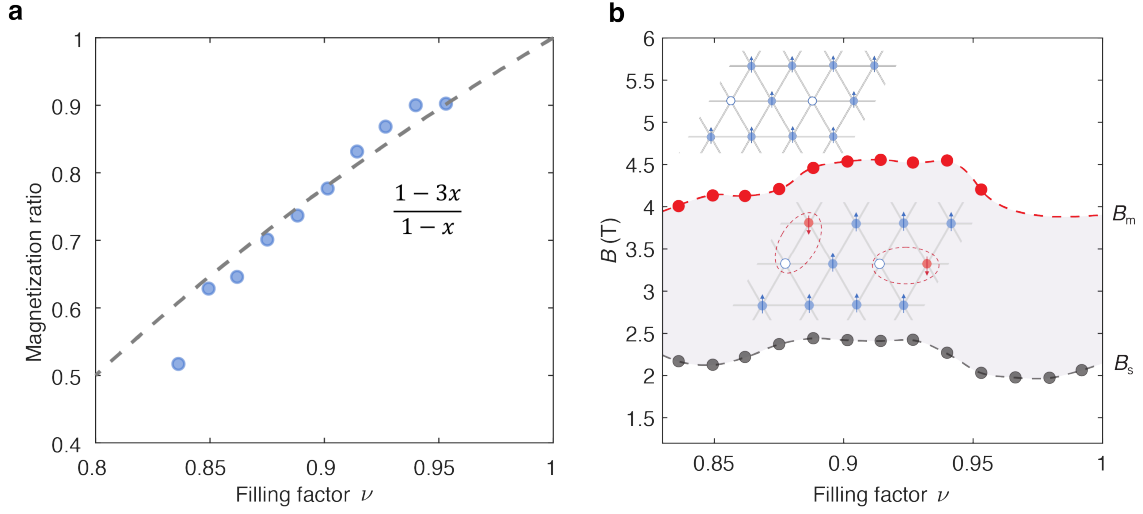 a
1
0.9
0.8
0.7
0.6
0.5
0.4
Magnetization ratio
1 − 3x
1 − x
0.8
0.85
0.9
0.95
1
Filling factor ν
b
6
5.5
5
4.5
4
3.5
3
2.5
2
1.5
B (T)
Bm
Bs
0.85
0.9
0.95
1
Filling factor ν